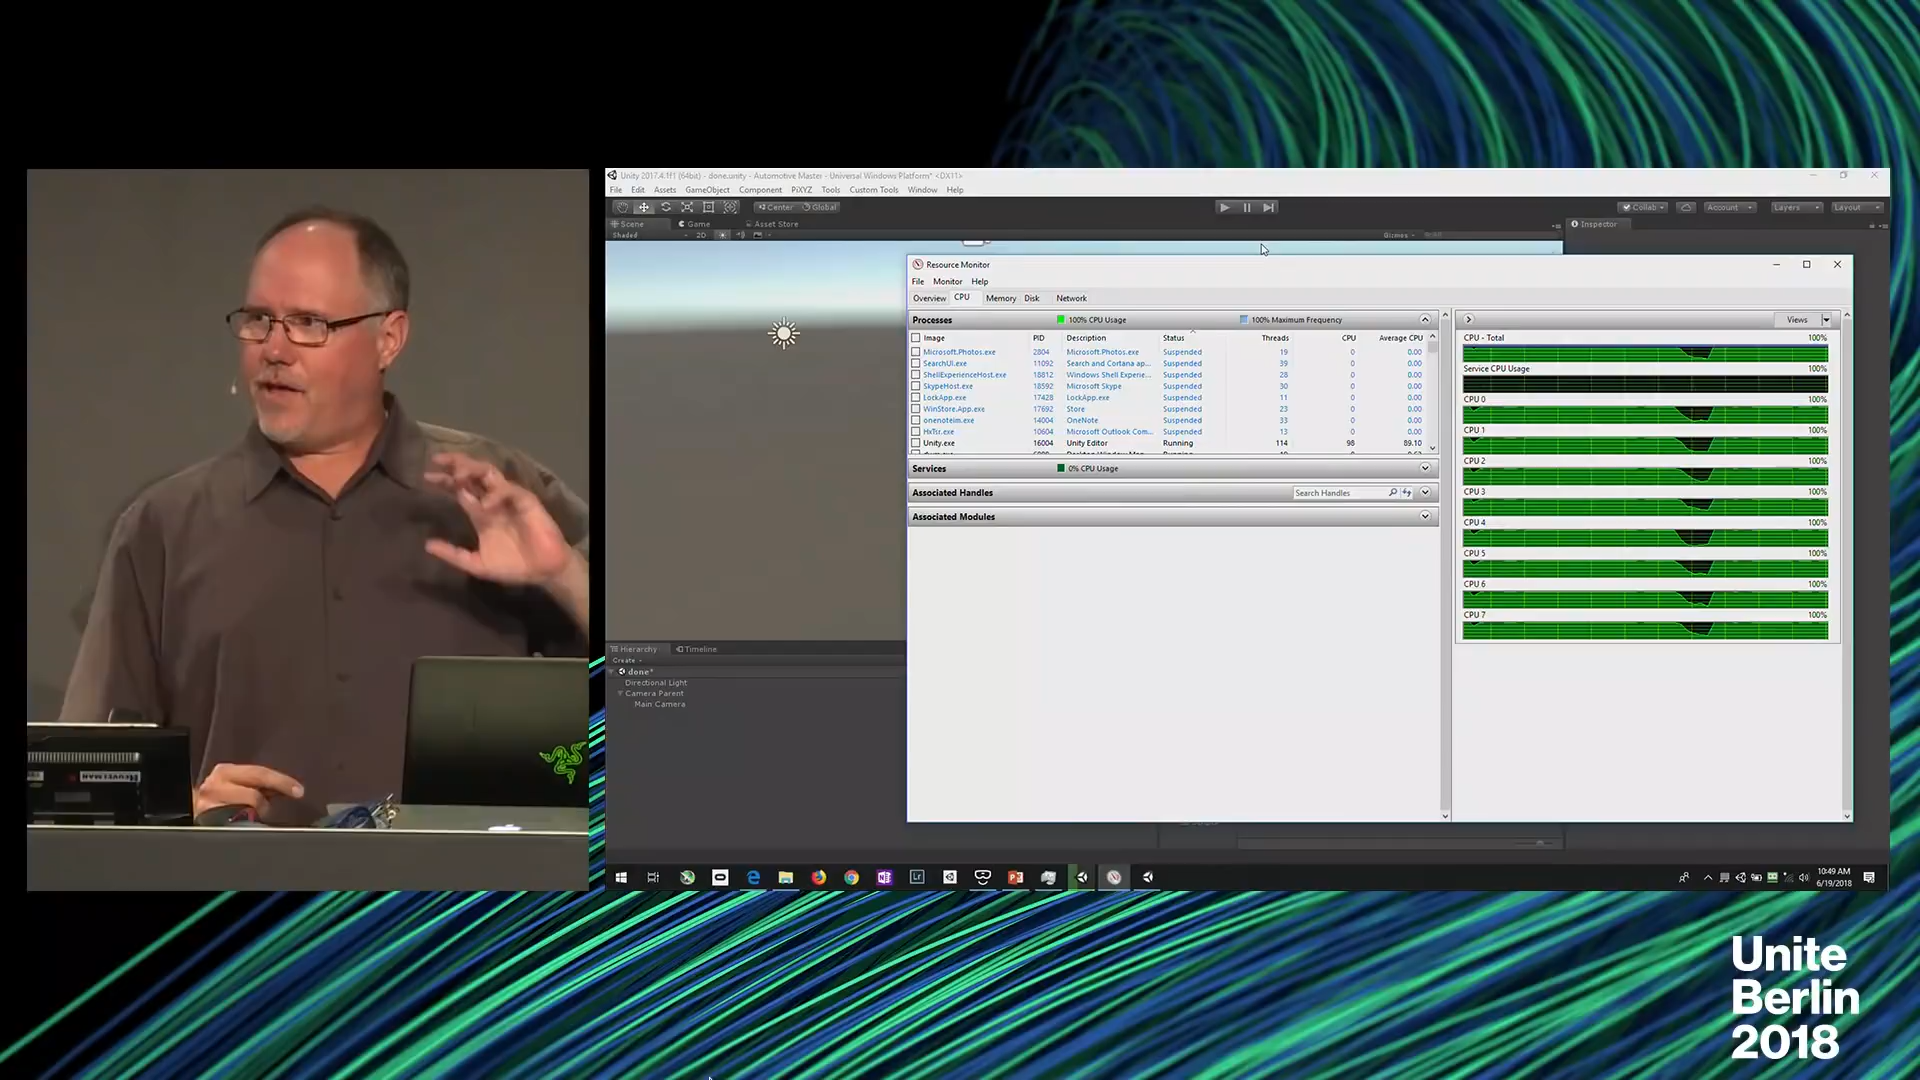 Unity 2017.4.1f1 (64bit) - done.unity - Automotive Master - Universal Windows Platform* <DX11>
File Edit Assets GameObject Component PiXYZ Tools Custom Tools Window Help
Center Global
Collab Account Layers Layout
Scene Game Asset Store
Inspector
Shaded 2D Gizmos
Resource Monitor
File Monitor Help
Overview CPU Memory Disk Network
Processes 100% CPU Usage 100% Maximum Frequency
Image PID Description Status Threads CPU Average CPU
Microsoft.Photos.exe 2804 Microsoft.Photos.exe Suspended 19 0 0.00
SearchUI.exe 11092 Search and Cortana ap... Suspended 39 0 0.00
ShellExperienceHost.exe 18812 Windows Shell Experie... Suspended 28 0 0.00
SkypeHost.exe 18592 Microsoft Skype Suspended 30 0 0.00
LockApp.exe 17428 LockApp.exe Suspended 11 0 0.00
WinStore.App.exe 17692 Store Suspended 23 0 0.00
onenoteim.exe 14004 OneNote Suspended 33 0 0.00
HxTsr.exe 10604 Microsoft Outlook Com... Suspended 13 0 0.00
Unity.exe 16004 Unity Editor Running 114 98 89.10
Services 0% CPU Usage
Associated Handles Search Handles
Associated Modules
Views
CPU - Total 100%
Service CPU Usage 100%
CPU 0 100%
CPU 1 100%
CPU 2 100%
CPU 3 100%
CPU 4 100%
CPU 5 100%
CPU 6 100%
CPU 7 100%
Hierarchy Timeline
Create
done*
Directional Light
Camera Parent
Main Camera
10:49 AM
6/19/2018
Unite
Berlin
2018